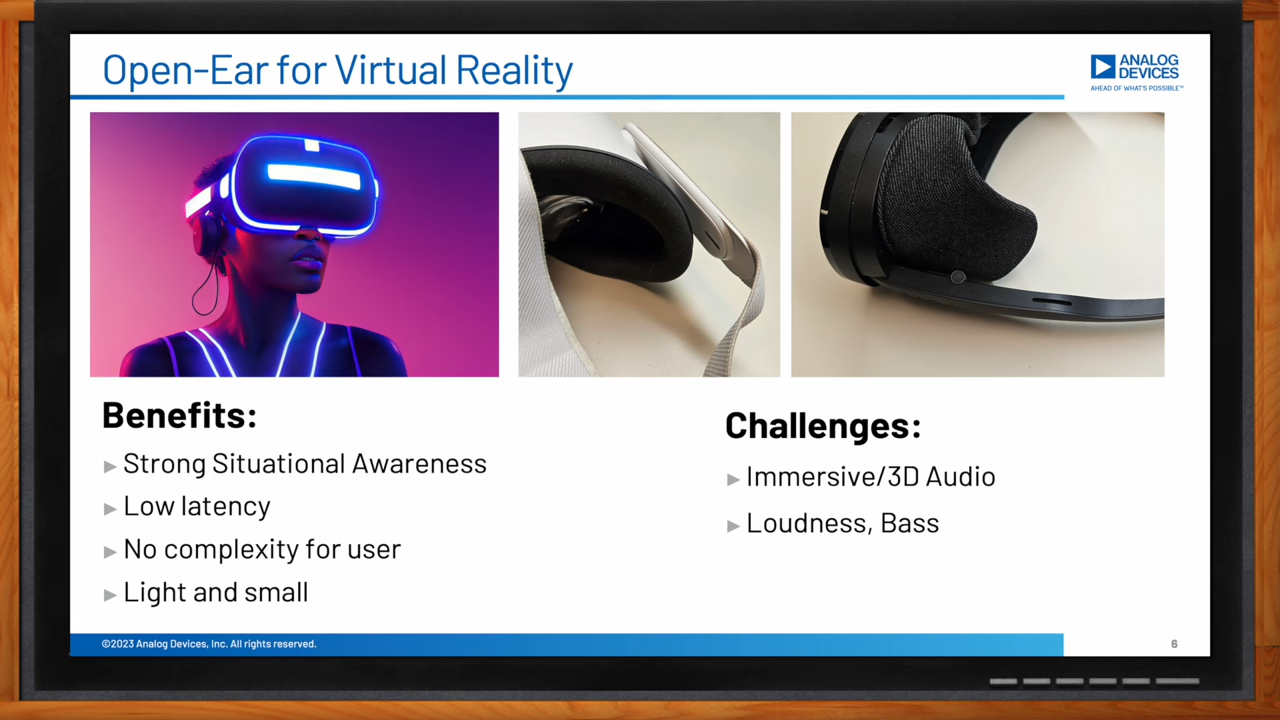 Open-Ear for Virtual Reality
ANALOG
DEVICES
AHEAD OF WHAT'S POSSIBLE™
Benefits:
Strong Situational Awareness
Low latency
No complexity for user
Light and small
Challenges:
Immersive/3D Audio
Loudness, Bass
©2023 Analog Devices, Inc. All rights reserved.
6